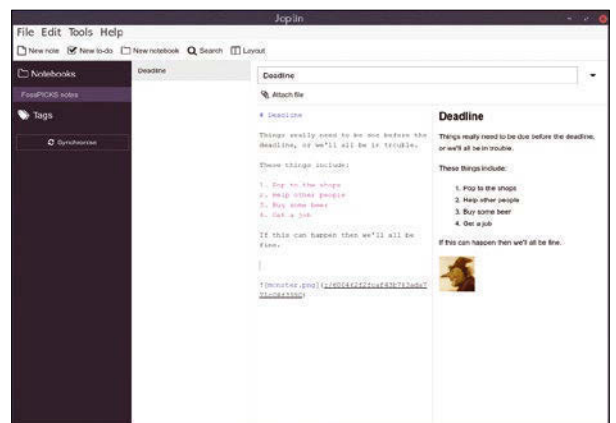 Joplin
File Edit Tools Help
New note New to-do New notebook Search Layout
Notebooks
FossPICKS notes
Tags
Synchronise
Deadline
Deadline
Attach file
# Deadline
Things really need to be due before the
deadline, or we'll all be in trouble.
These things include:
1. Pop to the shops
2. Help other people
3. Buy some beer
4. Get a job
If this can happen then we'll all be
fine.
![monster.png](
Deadline
Things really need to be due before the deadline,
or we'll all be in trouble.
These things include:
1. Pop to the shops
2. Help other people
3. Buy some beer
4. Get a job
If this can happen then we'll all be fine.